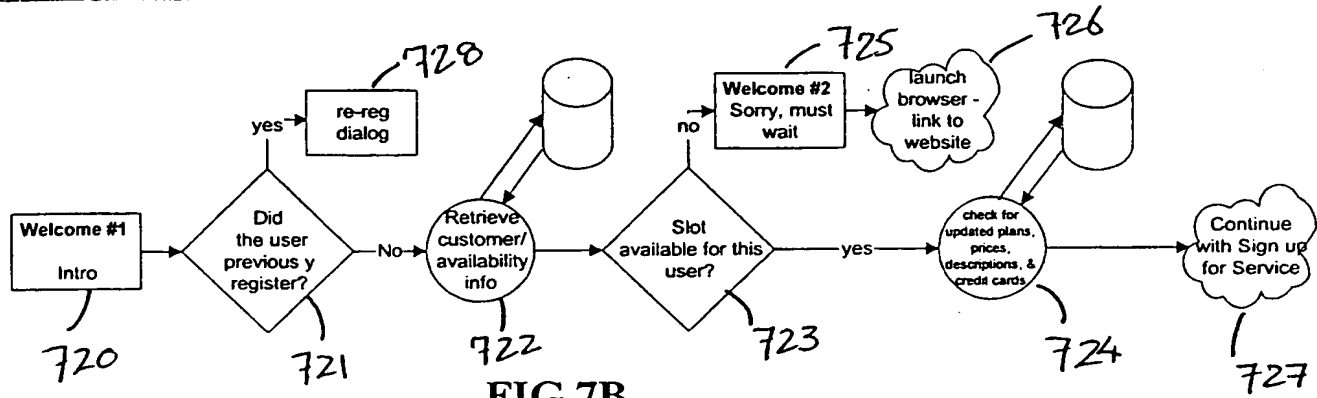 728
re-reg
dialog
yes
Welcome #1
Intro
720
Did
the user
previous y
register?
721
No
Retrieve
customer/
availability
info
722
Slot
available for this
user?
723
no
Welcome #2
Sorry, must
wait
725
launch
browser -
link to
website
726
yes
check for
updated plans,
prices,
descriptions, &
credit cards
724
Continue
with Sign up
for Service
727
FIG 7B